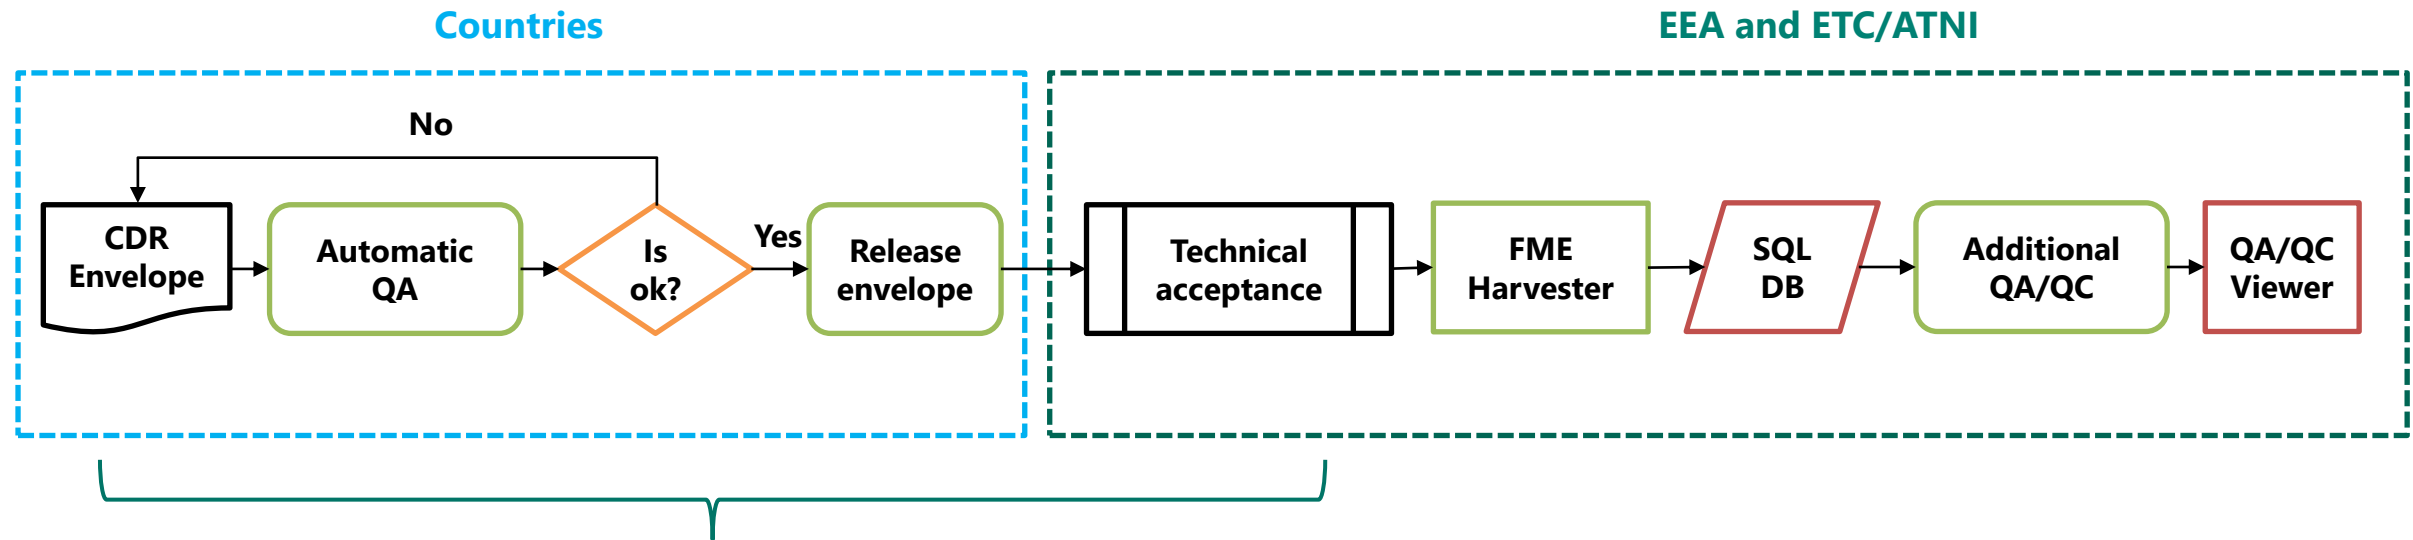 Countries
EEA and ETC/ATNI
No
CDR
Envelope
Automatic
QA
Is
ok?
Yes
Release
envelope
Technical
acceptance
FME
Harvester
SQL
DB
Additional
QA/QC
QA/QC
Viewer